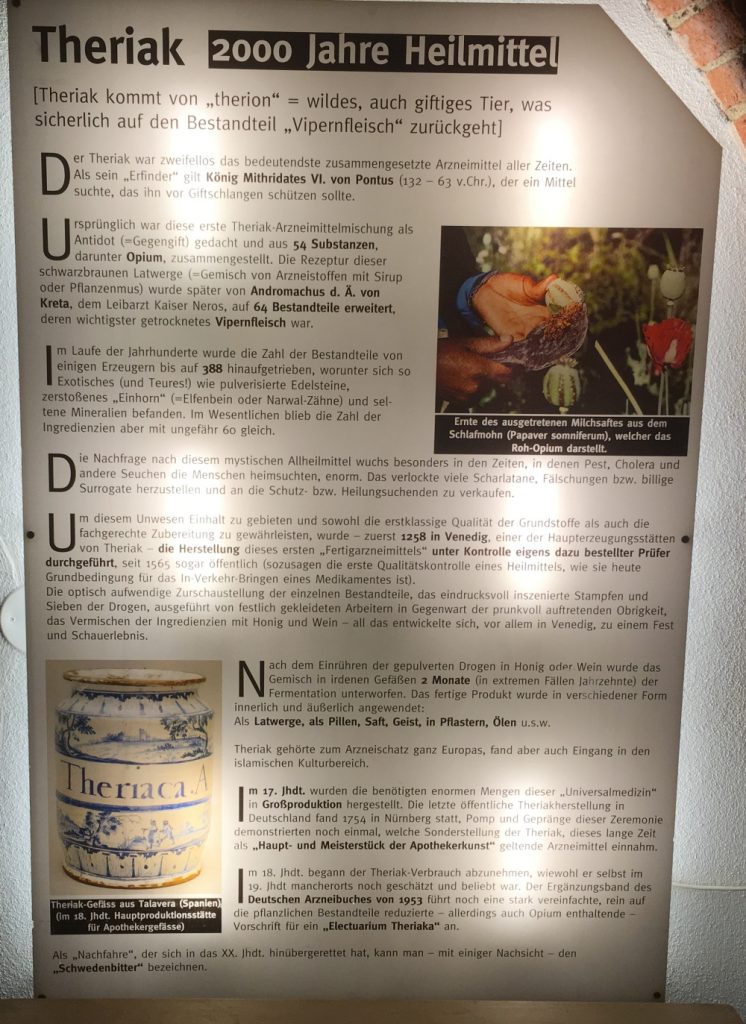 Theriak 2000 Jahre Heilmittel
[Theriak kommt von „therion“ = wildes, auch giftiges Tier, was
sicherlich auf den Bestandteil „Vipernfleisch“ zurückgeht]
Der Theriak war zweifellos das bedeutendste zusammengesetzte Arzneimittel aller Zeiten.
Als sein „Erfinder“ gilt König Mithridates VI. von Pontus (132 – 63 v.Chr.), der ein Mittel
suchte, das ihn vor Giftschlangen schützen sollte.
Ursprünglich war diese erste Theriak-Arzneimittelmischung als
Antidot (=Gegengift) gedacht und aus 54 Substanzen,
darunter Opium, zusammengestellt. Die Rezeptur dieser
schwarzbraunen Latwerge (=Gemisch von Arzneistoffen mit Sirup
oder Pflanzenmus) wurde später von Andromachus d. Ä. von
Kreta, dem Leibarzt Kaiser Neros, auf 64 Bestandteile erweitert,
deren wichtigster getrocknetes Vipernfleisch war.
Im Laufe der Jahrhunderte wurde die Zahl der Bestandteile von
einigen Erzeugern bis auf 388 hinaufgetrieben, worunter sich so
Exotisches (und Teures!) wie pulverisierte Edelsteine,
zerstoßenes „Einhorn“ (=Elfenbein oder Narwal-Zähne) und sel-
tene Mineralien befanden. Im Wesentlichen blieb die Zahl der
Ingredienzien aber mit ungefähr 60 gleich.
Ernte des ausgetretenen Milchsaftes aus dem
Schlafmohn (Papaver somniferum), welcher das
Roh-Opium darstellt.
Die Nachfrage nach diesem mystischen Allheilmittel wuchs besonders in den Zeiten, in denen Pest, Cholera und
andere Seuchen die Menschen heimsuchten, enorm. Das verlockte viele Scharlatane, Fälschungen bzw. billige
Surrogate herzustellen und an die Schutz- bzw. Heilungsuchenden zu verkaufen.
Um diesem Unwesen Einhalt zu gebieten und sowohl die erstklassige Qualität der Grundstoffe als auch die
fachgerechte Zubereitung zu gewährleisten, wurde – zuerst 1258 in Venedig, einer der Haupterzeugungsstätten
von Theriak – die Herstellung dieses ersten „Fertigarzneimittels“ unter Kontrolle eigens dazu bestellter Prüfer
durchgeführt, seit 1565 sogar öffentlich (sozusagen die erste Qualitätskontrolle eines Heilmittels, wie sie heute
Grundbedingung für das In-Verkehr-Bringen eines Medikamentes ist).
Die optisch aufwendige Zurschaustellung der einzelnen Bestandteile, das eindrucksvoll inszenierte Stampfen und
Sieben der Drogen, ausgeführt von festlich gekleideten Arbeitern in Gegenwart der prunkvoll auftretenden Obrigkeit,
das Vermischen der Ingredienzien mit Honig und Wein – all das entwickelte sich, vor allem in Venedig, zu einem Fest
und Schauerlebnis.
Nach dem Einrühren der gepulverten Drogen in Honig oder Wein wurde das
Gemisch in irdenen Gefäßen 2 Monate (in extremen Fällen Jahrzehnte) der
Fermentation unterworfen. Das fertige Produkt wurde in verschiedener Form
innerlich und äußerlich angewendet:
Als Latwerge, als Pillen, Saft, Geist, in Pflastern, Ölen u.s.w.
Theriak gehörte zum Arzneischatz ganz Europas, fand aber auch Eingang in den
islamischen Kulturbereich.
Im 17. Jhdt. wurden die benötigten enormen Mengen dieser „Universalmedizin“
in Großproduktion hergestellt. Die letzte öffentliche Theriakherstellung in
Deutschland fand 1754 in Nürnberg statt, Pomp und Gepränge dieser Zeremonie
demonstrierten noch einmal, welche Sonderstellung der Theriak, dieses lange Zeit
als „Haupt- und Meisterstück der Apothekerkunst“ geltende Arzneimittel einnahm.
Im 18. Jhdt. begann der Theriak-Verbrauch abzunehmen, wiewohl er selbst im
19. Jhdt mancherorts noch geschätzt und beliebt war. Der Ergänzungsband des
Deutschen Arzneibuches von 1953 führt noch eine stark vereinfachte, rein auf
die pflanzlichen Bestandteile reduzierte – allerdings auch Opium enthaltende –
Vorschrift für ein „Electuarium Theriaka“ an.
Theriaca.A
Theriak-Gefäss aus Talavera (Spanien)
(im 18. Jhdt. Hauptproduktionsstätte
für Apothekergefässe)
Als „Nachfahre“, der sich in das XX. Jhdt. hinübergerettet hat, kann man – mit einiger Nachsicht – den
„Schwedenbitter“ bezeichnen.